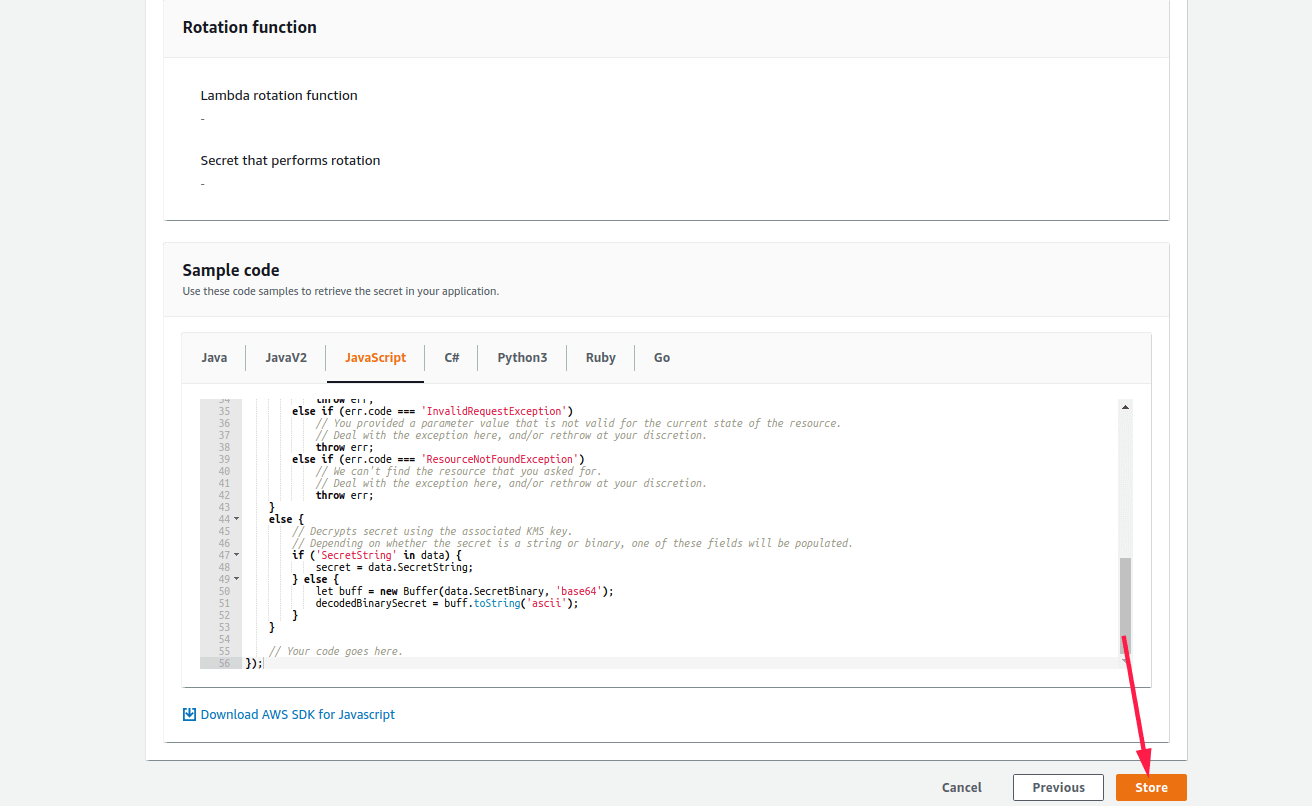 Rotation function
Lambda rotation function
-
Secret that performs rotation
-
Sample code
Use these code samples to retrieve the secret in your application.
Java JavaV2 JavaScript C# Python3 Ruby Go
34 throw err;
35 else if (err.code === 'InvalidRequestException')
36 // You provided a parameter value that is not valid for the current state of the resource.
37 // Deal with the exception here, and/or rethrow at your discretion.
38 throw err;
39 else if (err.code === 'ResourceNotFoundException')
40 // We can't find the resource that you asked for.
41 // Deal with the exception here, and/or rethrow at your discretion.
42 throw err;
43 }
44 else {
45 // Decrypts secret using the associated KMS key.
46 // Depending on whether the secret is a string or binary, one of these fields will be populated.
47 if ('SecretString' in data) {
48 secret = data.SecretString;
49 } else {
50 let buff = new Buffer(data.SecretBinary, 'base64');
51 decodedBinarySecret = buff.toString('ascii');
52 }
53 }
54
55 // Your code goes here.
56 });
Download AWS SDK for Javascript
Cancel Previous Store